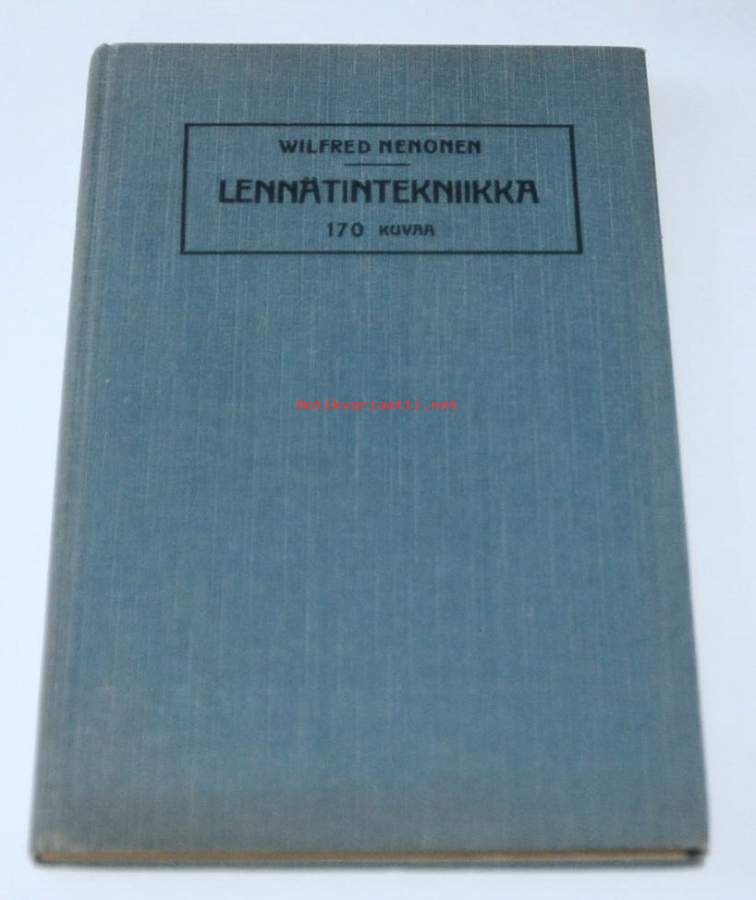 WILFRED NENONEN
LENNÄTINTEKNIIKKA
170 KUVAA
Antikvariaatti.net